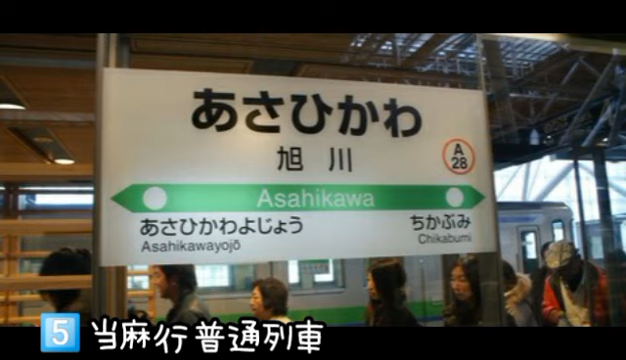 あさひかわ
旭川
A
28
Asahikawa
あさひかわよじょう ちかぶみ
Asahikawayojō Chikabumi
5 当麻行普通列車